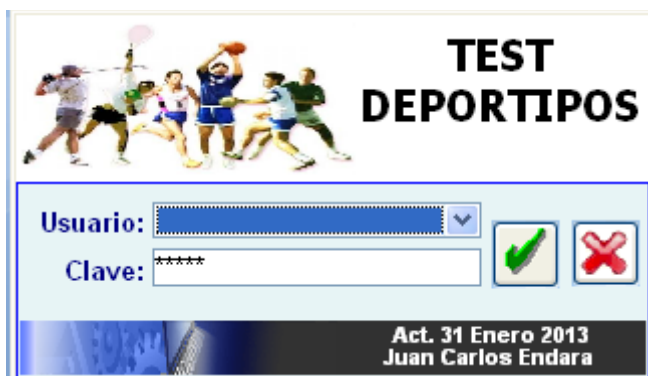 TEST
DEPORTIPOS
Usuario:
Clave: *****
Act. 31 Enero 2013
Juan Carlos Endara